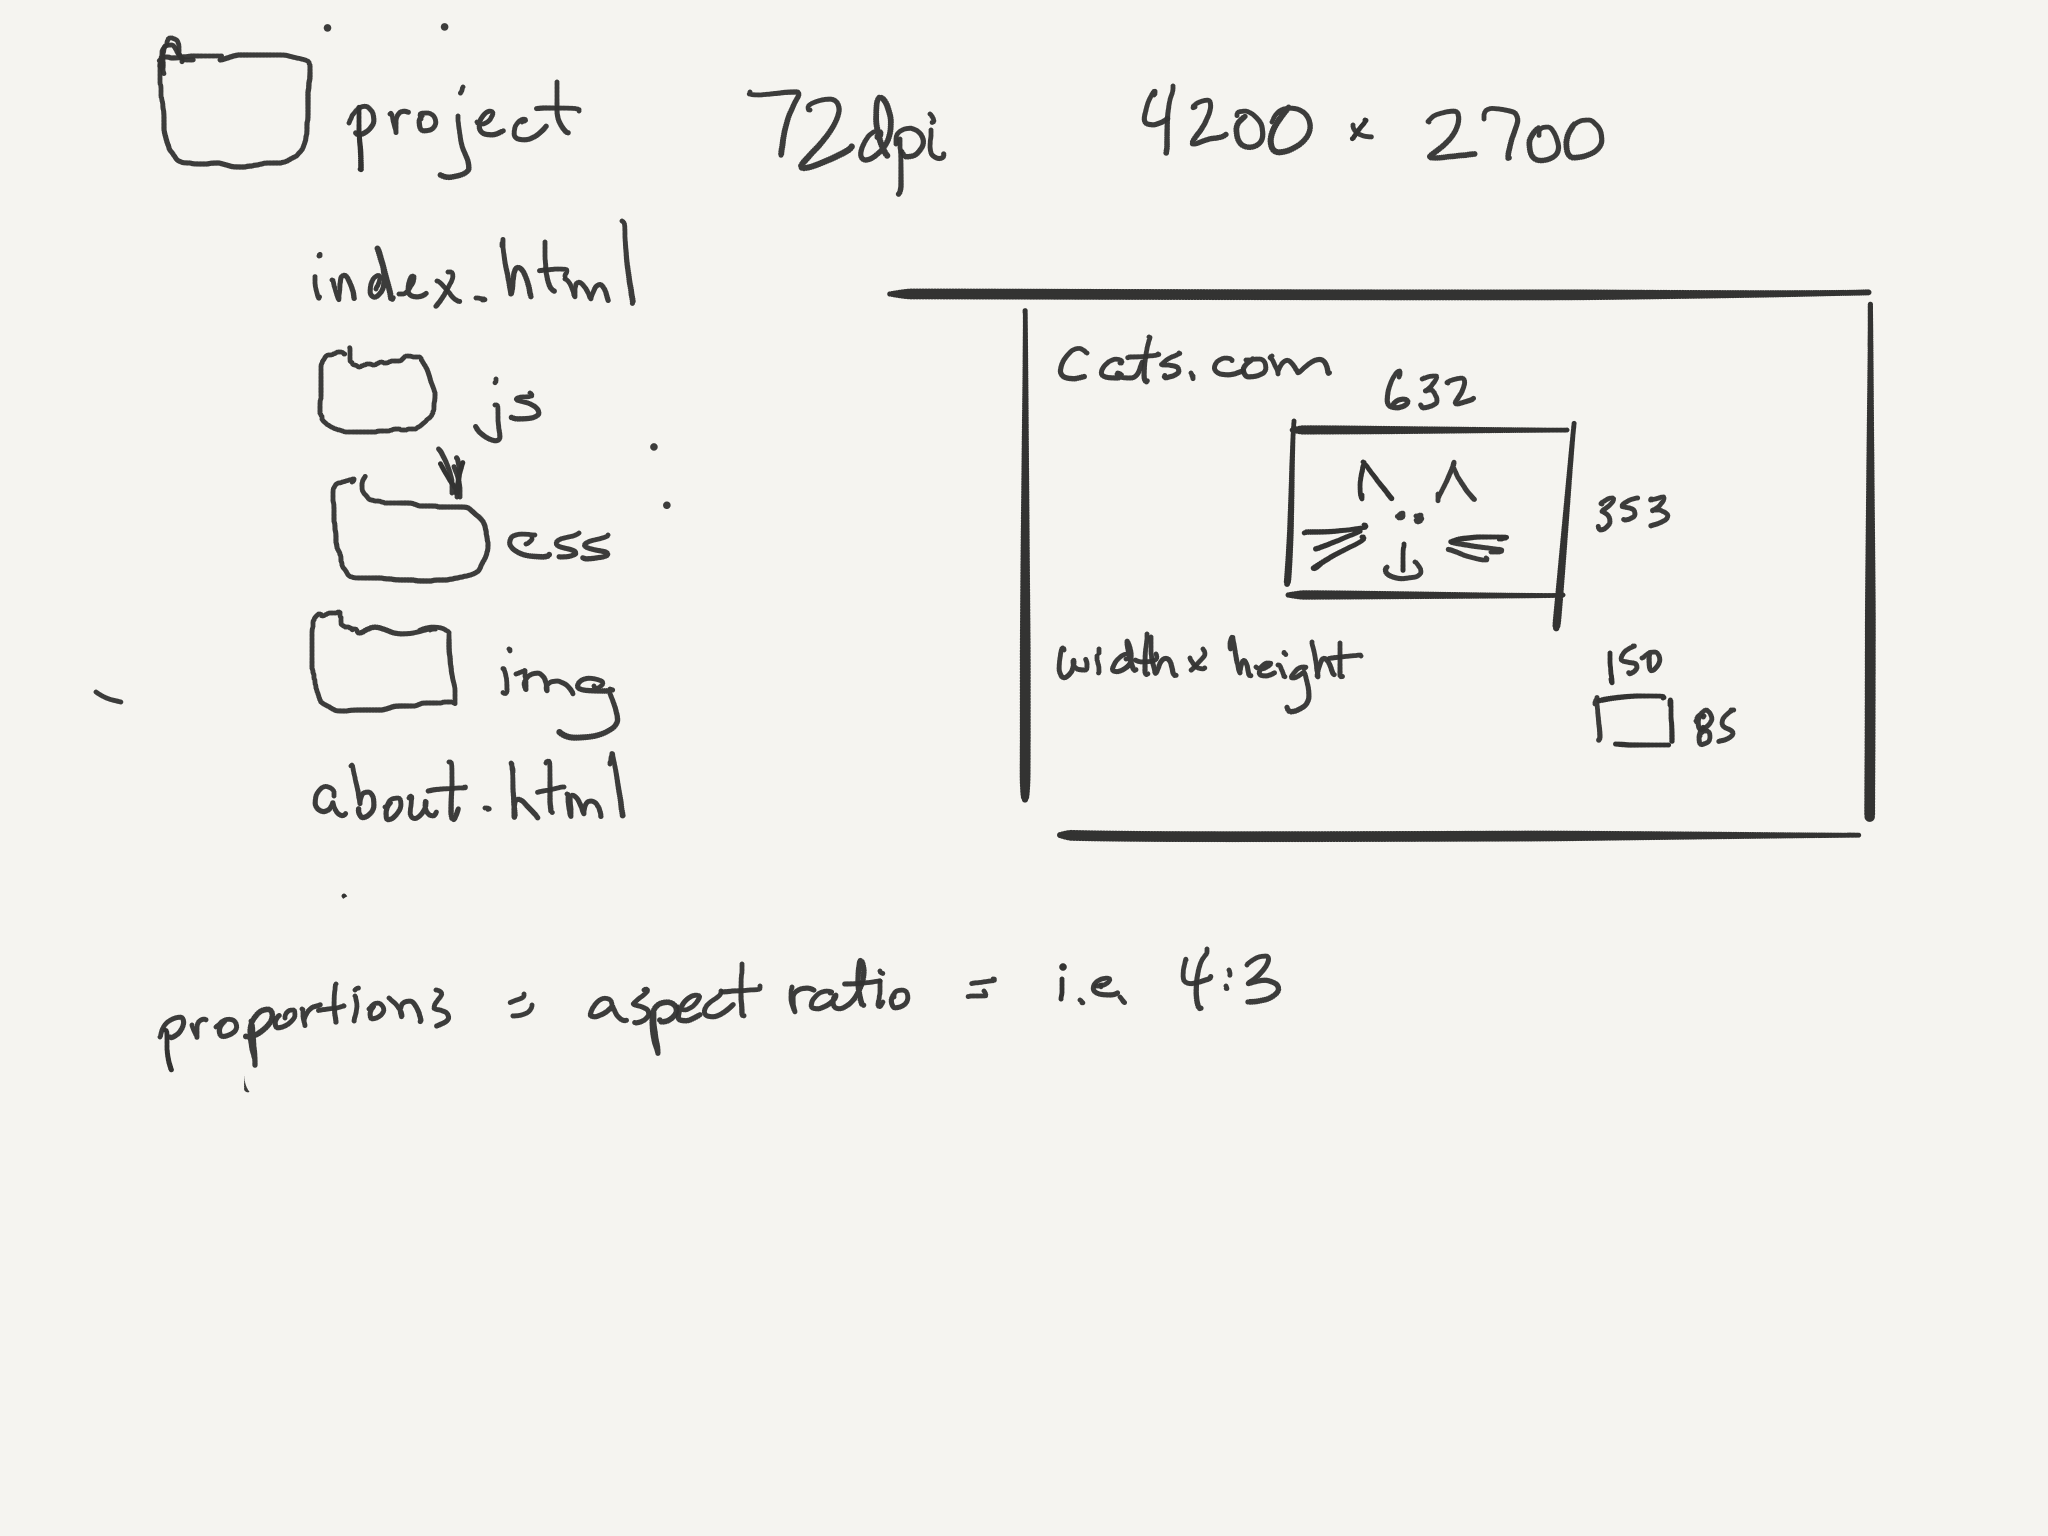 project
72dpi
4200 x 2700
index.html
js
css
img
about.html
Cats.com
632
353
width x height
150
85
proportions = aspect ratio = i.e. 4:3